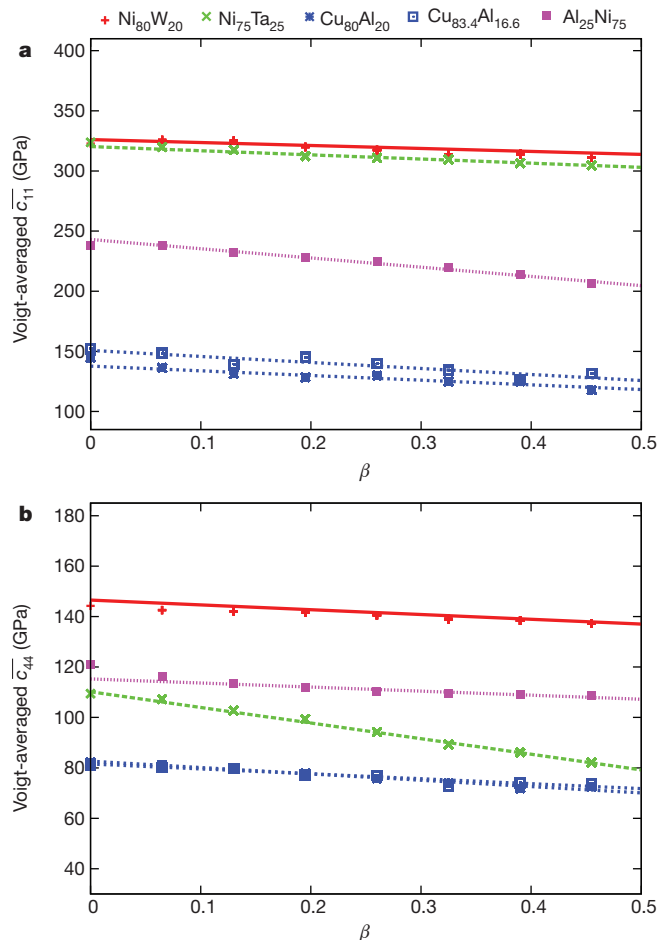 Ni80W20 Ni75Ta25 Cu80Al20 Cu83.4Al16.6 Al25Ni75
a
400
350
300
250
200
150
100
Voigt-averaged c11 (GPa)
0 0.1 0.2 0.3 0.4 0.5
β
b
180
160
140
120
100
80
60
40
Voigt-averaged c44 (GPa)
0 0.1 0.2 0.3 0.4 0.5
β